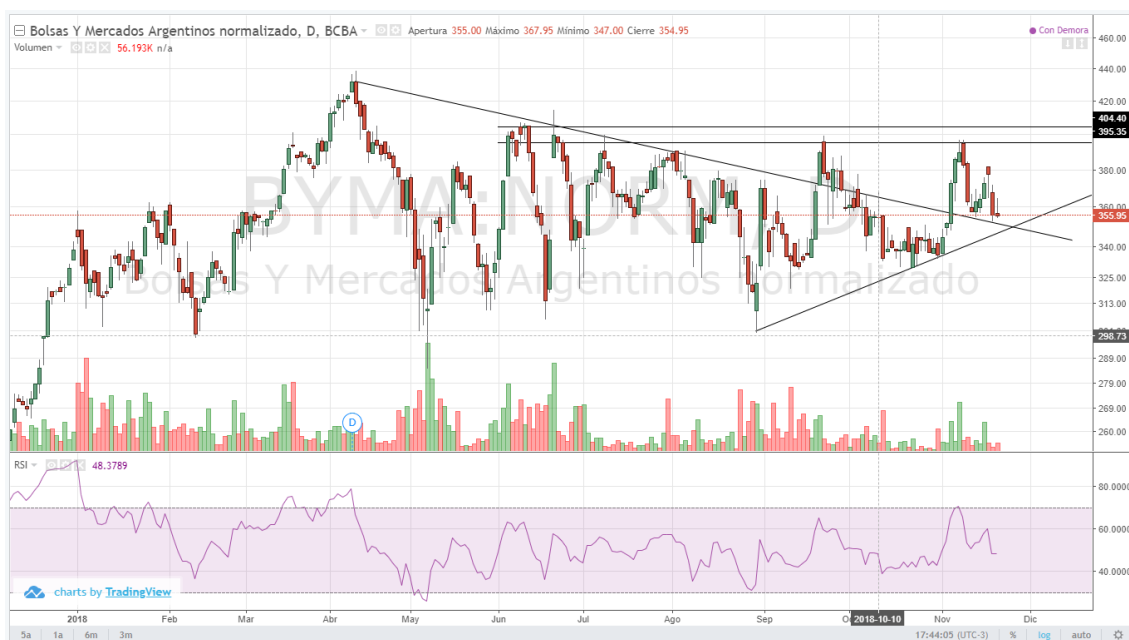 Bolsas Y Mercados Argentinos normalizado, D, BCBA Apertura 355.00 Máximo 367.95 Mínimo 347.00 Cierre 354.95
Con Demora
Volumen 56.193K n/a
460.00
440.00
420.00
404.40
395.35
380.00
360.00
355.95
340.00
325.00
313.00
298.73
289.00
279.00
269.00
260.00
Bolsas Y Mercados Argentinos Normalizado
D
RSI 48.3789
80.0000
60.0000
40.0000
charts by TradingView
2018 Feb Mar Abr May Jun Jul Ago Sep 2018-10-10 Nov Dic
5a 1a 6m 3m 17:44:05 (UTC-3) % log auto